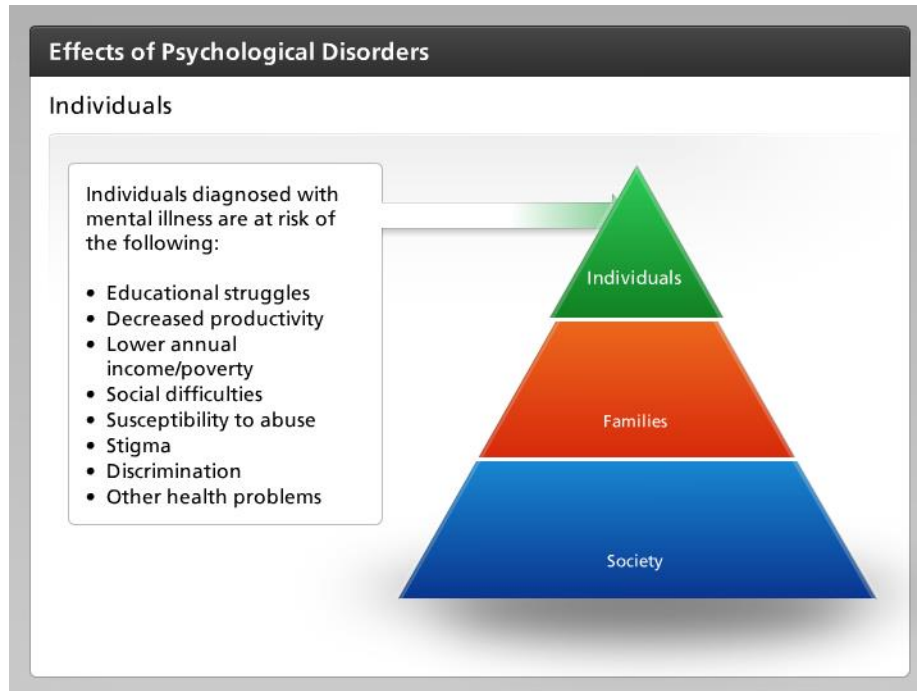 Effects of Psychological Disorders
Individuals
Individuals diagnosed with
mental illness are at risk of
the following:
• Educational struggles
• Decreased productivity
• Lower annual
income/poverty
• Social difficulties
• Susceptibility to abuse
• Stigma
• Discrimination
• Other health problems
Individuals
Families
Society